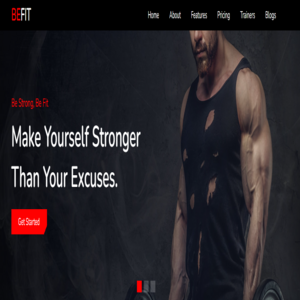 BEFIT
Home About Features Pricing Trainers Blogs
Be Strong, Be Fit
Make Yourself Stronger
Than Your Excuses.
Get Started